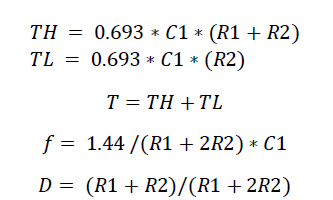 TH = 0.693 * C1 * (R1 + R2)
TL = 0.693 * C1 * (R2)
T = TH + TL
f = 1.44 /(R1 + 2R2) * C1
D = (R1 + R2)/(R1 + 2R2)